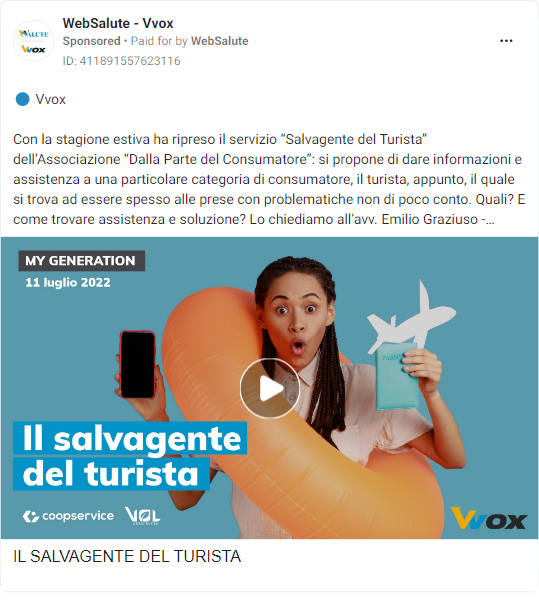 WebSalute - Vvox
Sponsored • Paid for by WebSalute
ID: 411891557623116
WSALUTE
VVOX
Vvox
Con la stagione estiva ha ripreso il servizio “Salvagente del Turista”
dell’Associazione “Dalla Parte del Consumatore”: si propone di dare informazioni e
assistenza a una particolare categoria di consumatore, il turista, appunto, il quale
si trova ad essere spesso alle prese con problematiche non di poco conto. Quali? E
come trovare assistenza e soluzione? Lo chiediamo all’avv. Emilio Graziuso -...
MY GENERATION
11 luglio 2022
Il salvagente
del turista
coopservice
VOL
VVOX
IL SALVAGENTE DEL TURISTA